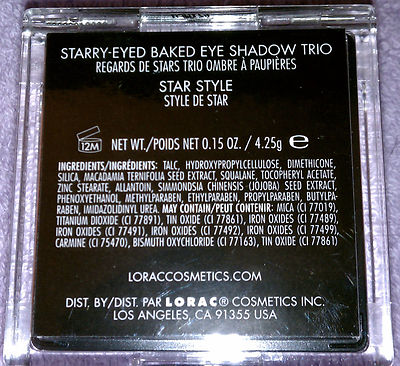 STARRY-EYED BAKED EYE SHADOW TRIO
REGARDS DE STARS TRIO OMBRE À PAUPIÈRES
STAR STYLE
STYLE DE STAR
12M NET WT./POIDS NET 0.15 OZ. / 4.25g e
INGREDIENTS/INGRÉDIENTS: TALC, HYDROXYPROPYLCELLULOSE, DIMETHICONE,
SILICA, MACADAMIA TERNIFOLIA SEED EXTRACT, SQUALANE, TOCOPHERYL ACETATE,
ZINC STEARATE, ALLANTOIN, SIMMONDSIA CHINENSIS (JOJOBA) SEED EXTRACT,
PHENOXYETHANOL, METHYLPARABEN, ETHYLPARABEN, PROPYLPARABEN, BUTYLPA-
RABEN, IMIDAZOLIDINYL UREA. MAY CONTAIN/PEUT CONTENIR: MICA (CI 77019)
TITANIUM DIOXIDE (CI 77891), TIN OXIDE (CI 77861), IRON OXIDES (CI 77489),
IRON OXIDES (CI 77491), IRON OXIDES (CI 77492), IRON OXIDES (CI 77499),
CARMINE (CI 75470), BISMUTH OXYCHLORIDE (CI 77163), TIN OXIDE (CI 77861)
LORACCOSMETICS.COM
DIST. BY/DIST. PAR LORAC® COSMETICS INC.
LOS ANGELES, CA 91355 USA